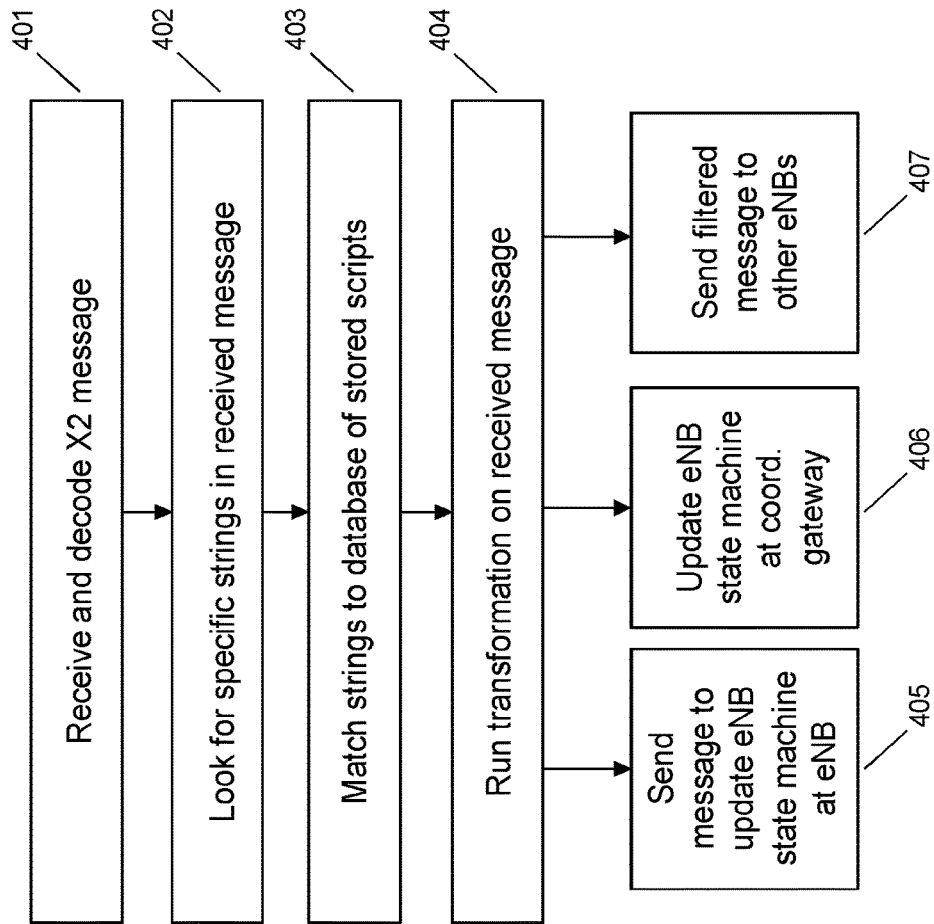 401
Receive and decode X2 message
402
Look for specific strings in received message
403
Match strings to database of stored scripts
404
Run transformation on received message
Send
message to
update eNB
state machine
at eNB
405
Update eNB
state machine
at coord.
gateway
406
Send filtered
message to
other eNBs
407